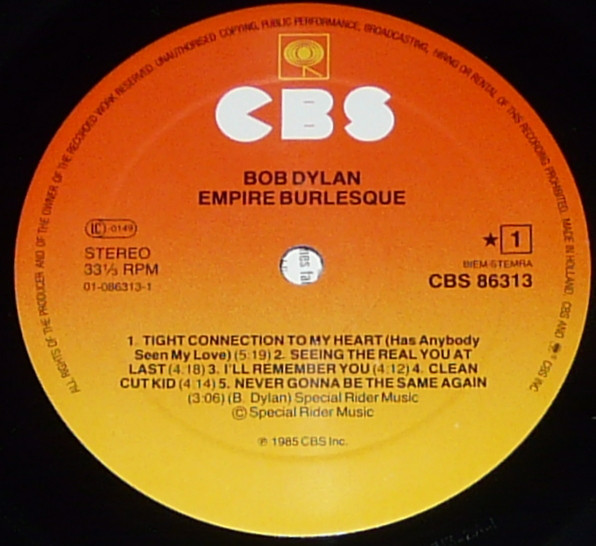 ALL RIGHTS OF THE PRODUCER AND OF THE OWNER OF THE RECORDED WORK RESERVED. UNAUTHORISED COPYING, PUBLIC PERFORMANCE, BROADCASTING, HIRING OR RENTAL OF THIS RECORDING PROHIBITED. MADE IN HOLLAND. CBS AND CBS INC.
CBS
BOB DYLAN
EMPIRE BURLESQUE
IC -0149
STEREO
33⅓ RPM
01-086313-1
★ 1
BIEM-STEMRA
CBS 86313
1. TIGHT CONNECTION TO MY HEART (Has Anybody
Seen My Love) (5:19) 2. SEEING THE REAL YOU AT
LAST (4:18) 3. I'LL REMEMBER YOU (4:12) 4. CLEAN
CUT KID (4:14) 5. NEVER GONNA BE THE SAME AGAIN
(3:06) (B. Dylan) Special Rider Music
© Special Rider Music
℗ 1985 CBS Inc.